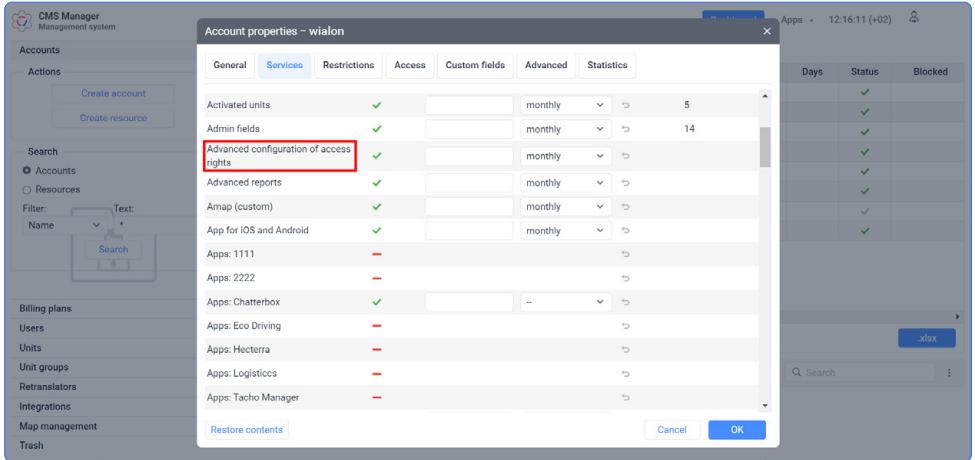 CMS Manager
Management system
Apps
12:16:11 (+02)
Accounts
Actions
Create account
Create resource
Search
Accounts
Resources
Filter:
Text:
Name
*
Search
Billing plans
Users
Units
Unit groups
Retranslators
Integrations
Map management
Trash
Account properties – wialon
General
Services
Restrictions
Access
Custom fields
Advanced
Statistics
Activated units
monthly
5
Admin fields
monthly
14
Advanced configuration of access
rights
monthly
Advanced reports
monthly
Amap (custom)
monthly
App for iOS and Android
monthly
Apps: 1111
Apps: 2222
Apps: Chatterbox
--
Apps: Eco Driving
Apps: Hecterra
Apps: Logisticcs
Apps: Tacho Manager
Restore contents
Cancel
OK
Days
Status
Blocked
.xlsx
Search